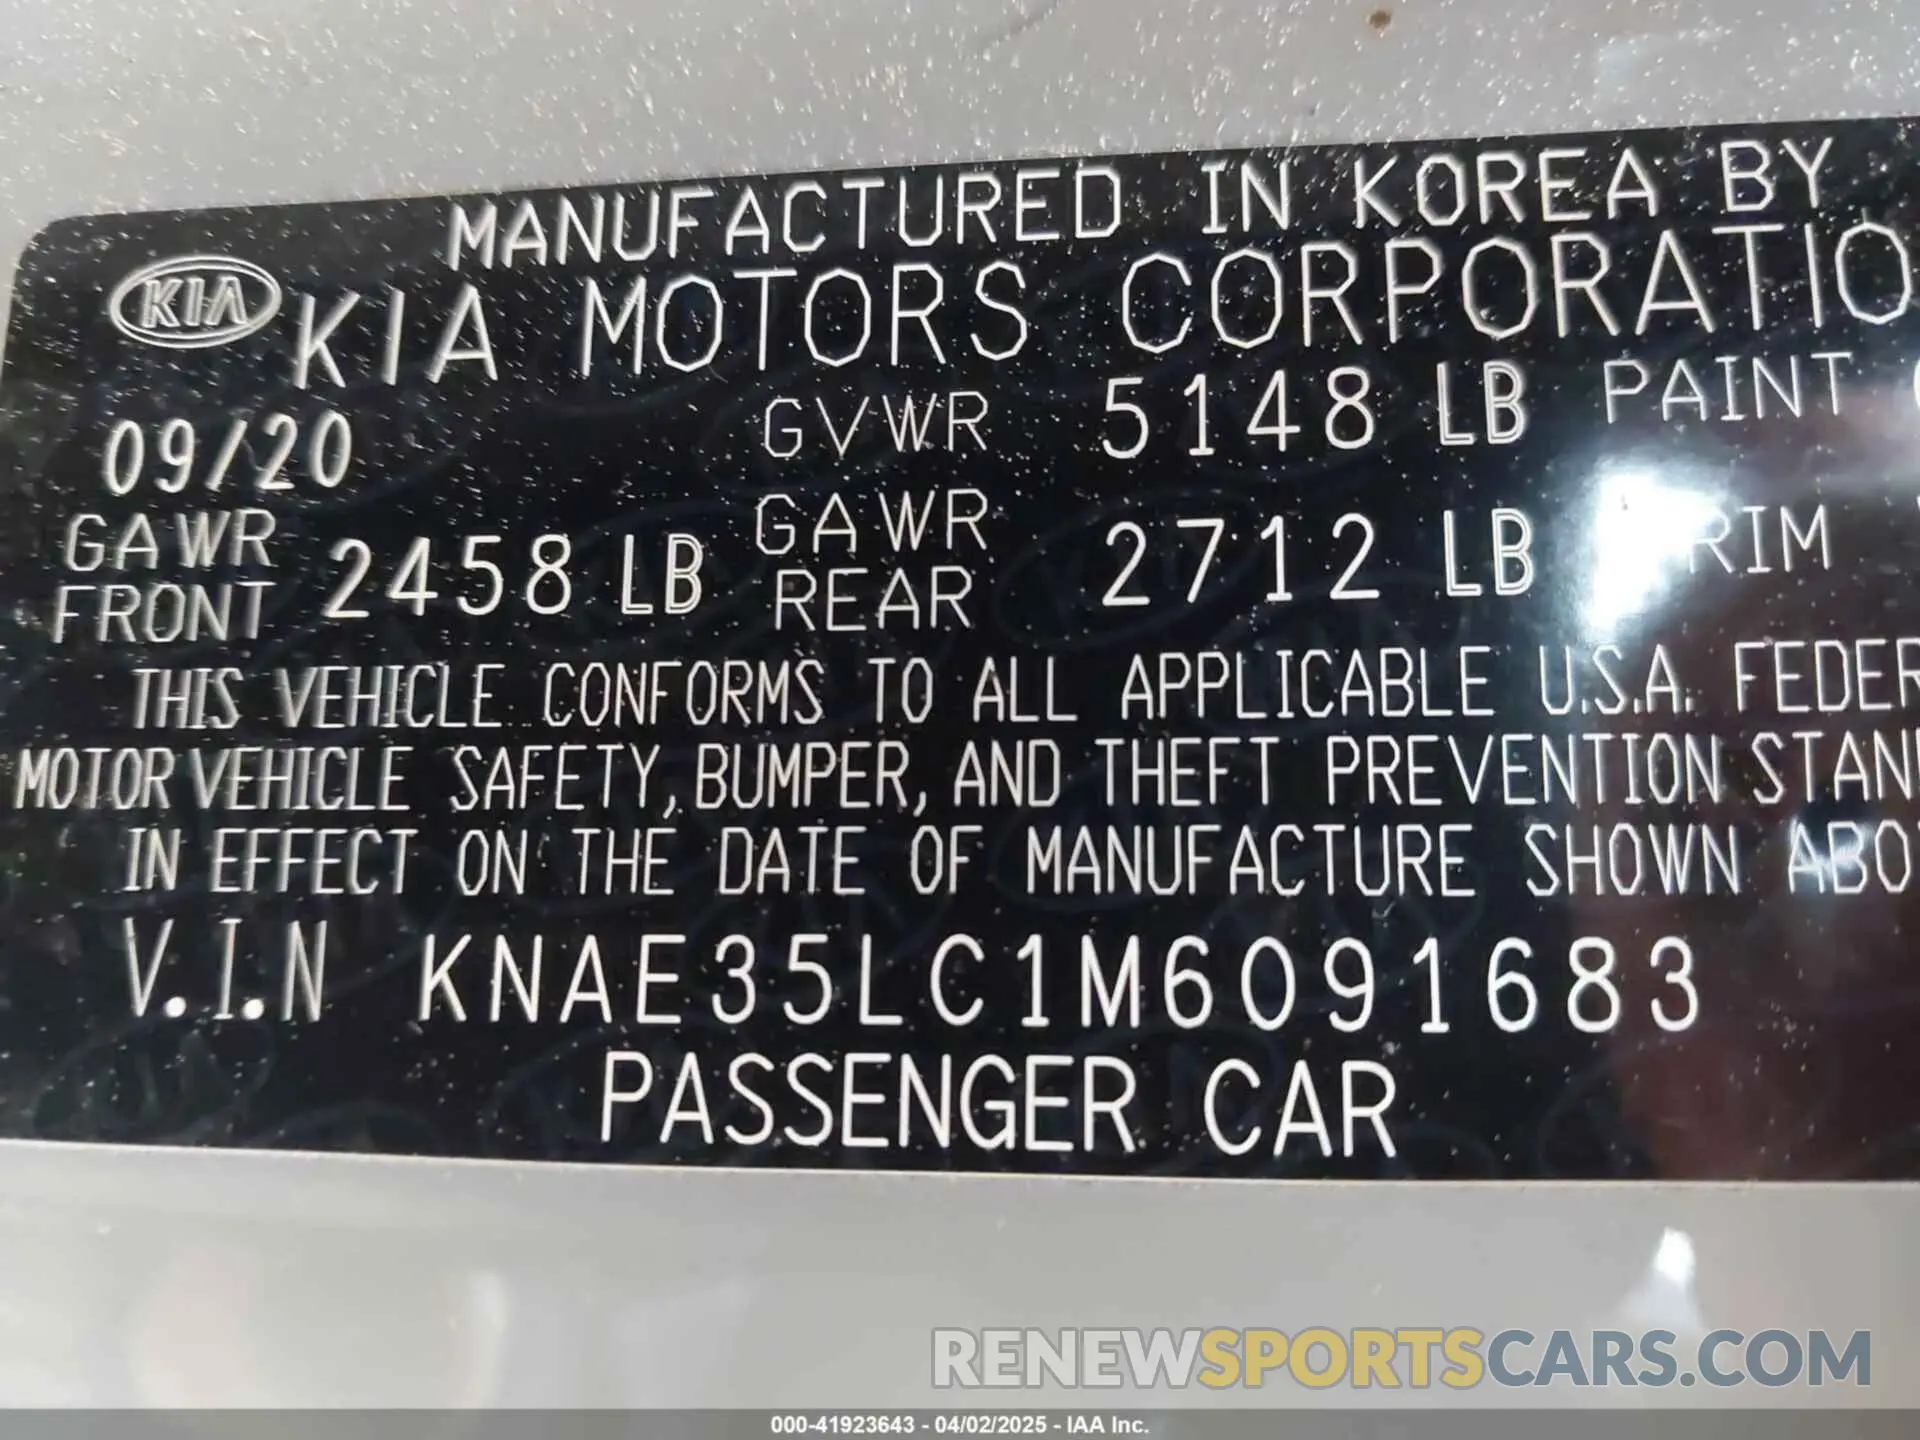 MANUFACTURED IN KOREA BY
KIA KIA MOTORS CORPORATIO
09/20 GVWR 5148 LB PAINT
GAWR FRONT 2458 LB GAWR REAR 2712 LB TRIM
THIS VEHICLE CONFORMS TO ALL APPLICABLE U.S.A. FEDER
MOTOR VEHICLE SAFETY, BUMPER, AND THEFT PREVENTION STAN
IN EFFECT ON THE DATE OF MANUFACTURE SHOWN ABO
V.I.N KNAE35LC1M6091683
PASSENGER CAR
RENEWSPORTSCARS.COM
000-41923643 - 04/02/2025 - IAA Inc.